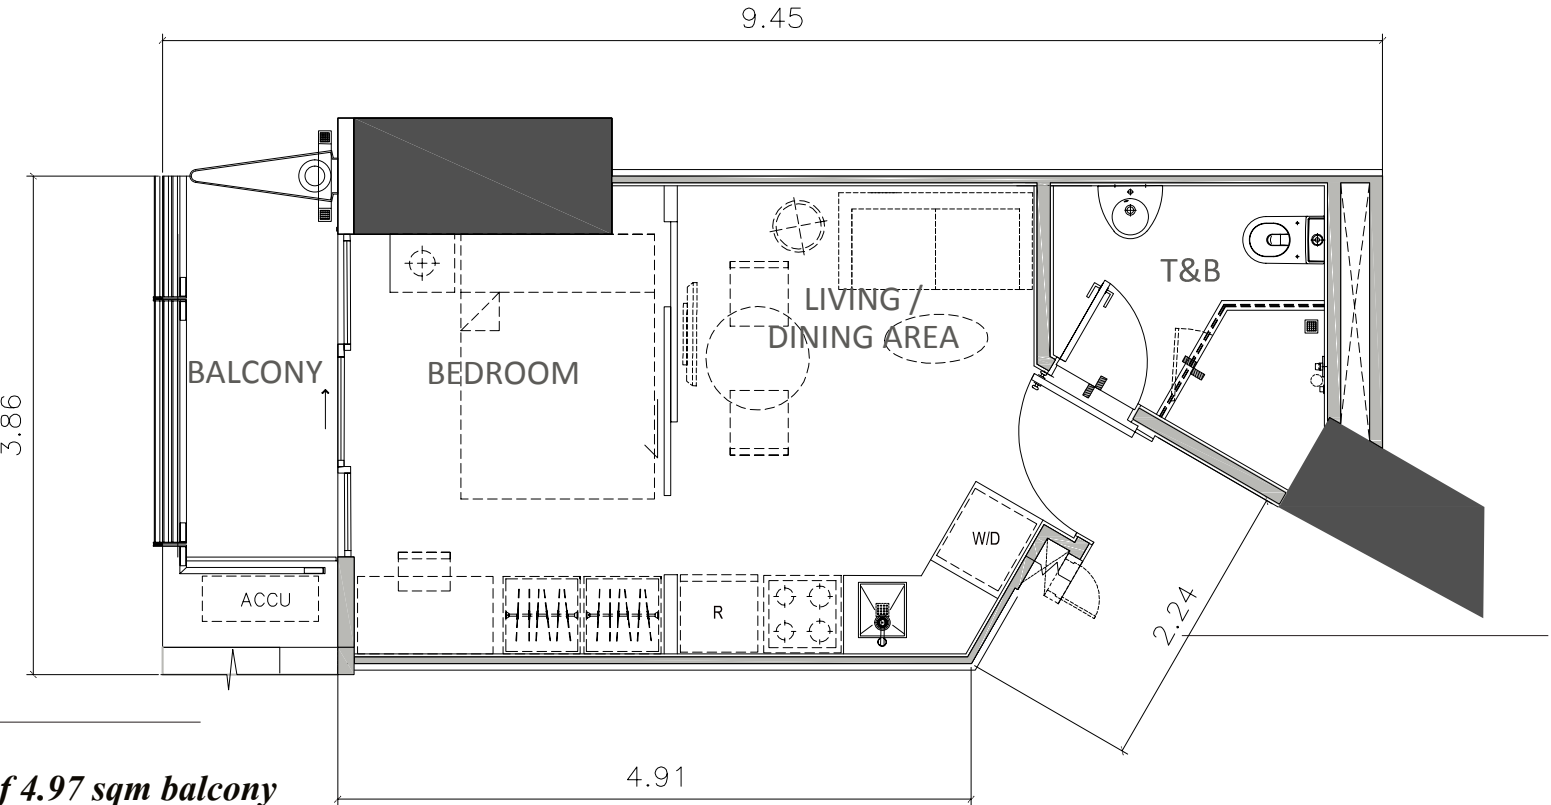 9.45
T&B
LIVING /
DINING AREA
BALCONY
BEDROOM
3.86
W/D
ACCU
R
2.24
4.91
f 4.97 sqm balcony